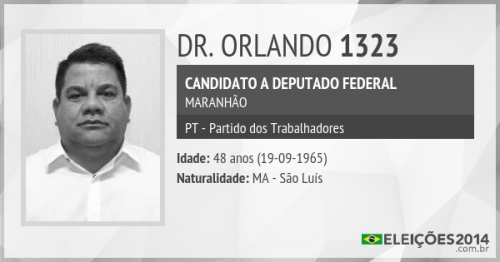 DR. ORLANDO 1323
CANDIDATO A DEPUTADO FEDERAL
MARANHÃO
PT - Partido dos Trabalhadores
Idade: 48 anos (19-09-1965)
Naturalidade: MA - São Luís
ELEIÇÕES2014
.com.br